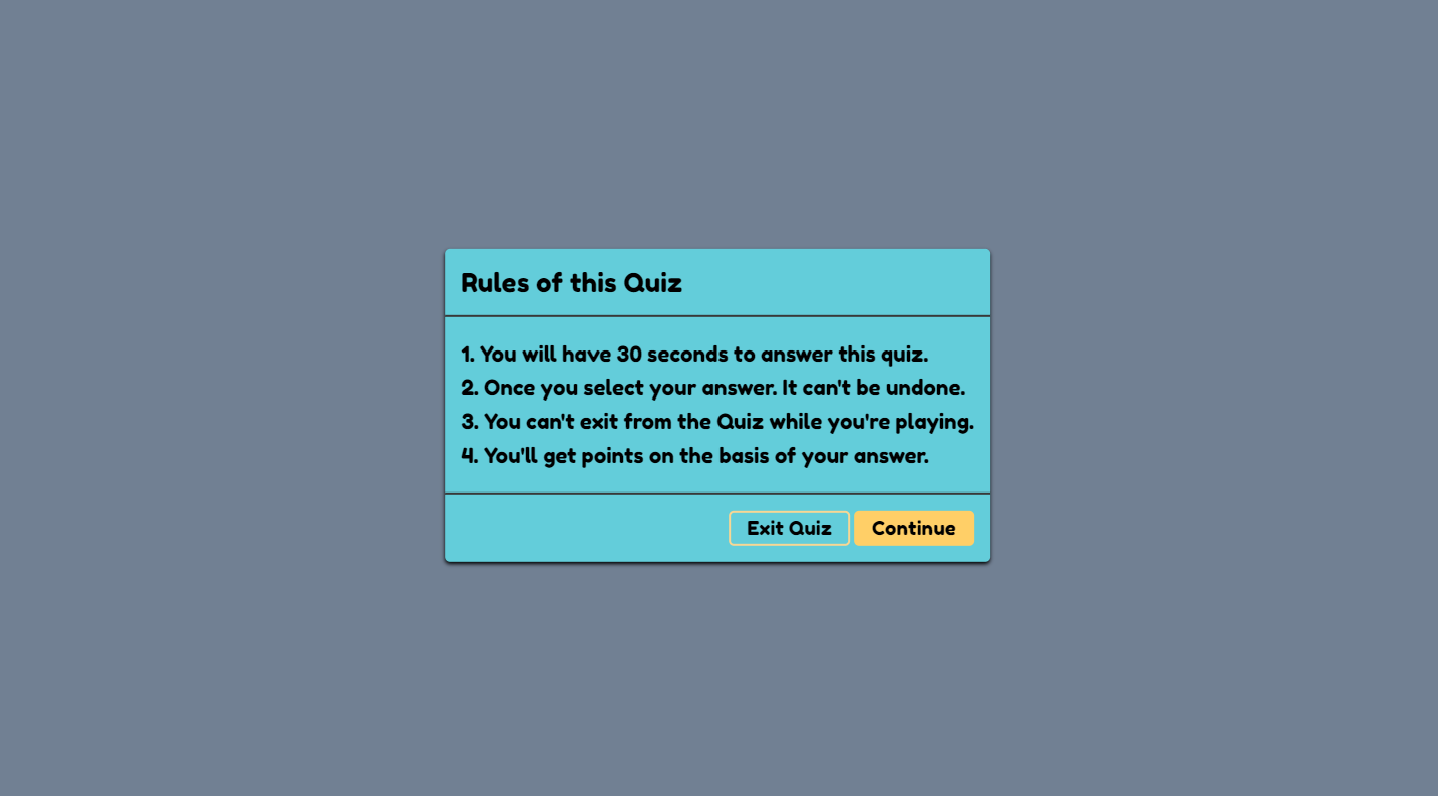 Rules of this Quiz
1. You will have 30 seconds to answer this quiz.
2. Once you select your answer. It can't be undone.
3. You can't exit from the Quiz while you're playing.
4. You'll get points on the basis of your answer.
Exit Quiz Continue